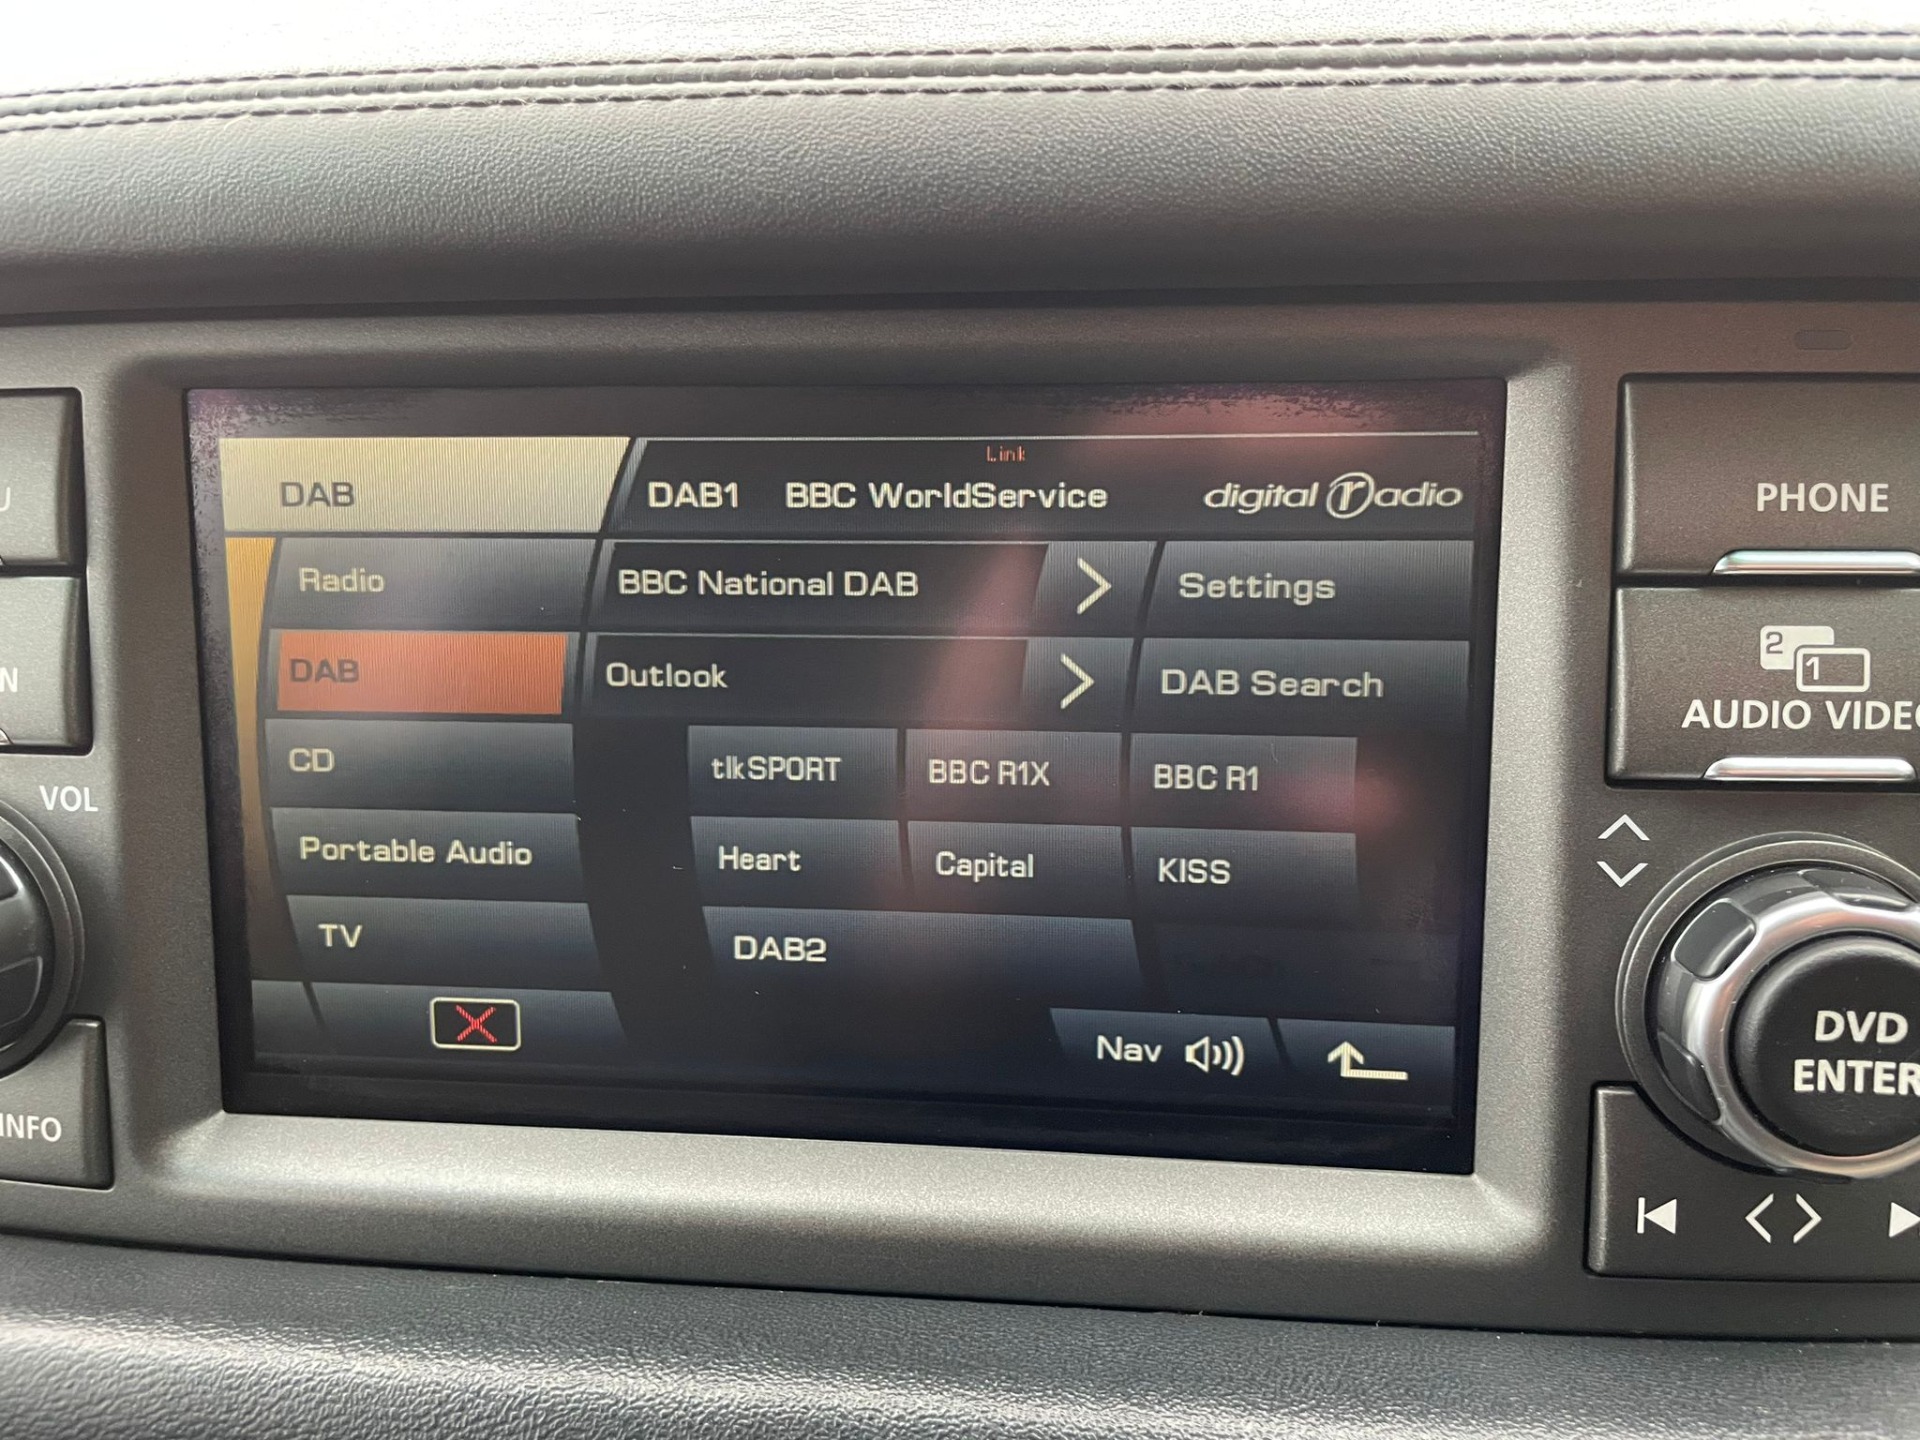 Link
DAB
DAB1 BBC WorldService
digital radio
Radio
BBC National DAB
Settings
DAB
Outlook
DAB Search
CD
tlkSPORT
BBC R1X
BBC R1
Portable Audio
Heart
Capital
KISS
TV
DAB2
Nav
VOL
INFO
PHONE
2
1
AUDIO VIDEO
DVD
ENTER